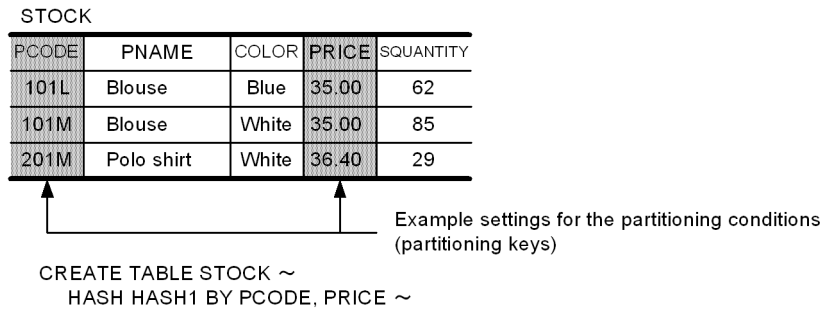 STOCK
PCODE PNAME COLOR PRICE SQUANTITY
101L Blouse Blue 35.00 62
101M Blouse White 35.00 85
201M Polo shirt White 36.40 29
Example settings for the partitioning conditions
(partitioning keys)
CREATE TABLE STOCK ～
HASH HASH1 BY PCODE, PRICE ～